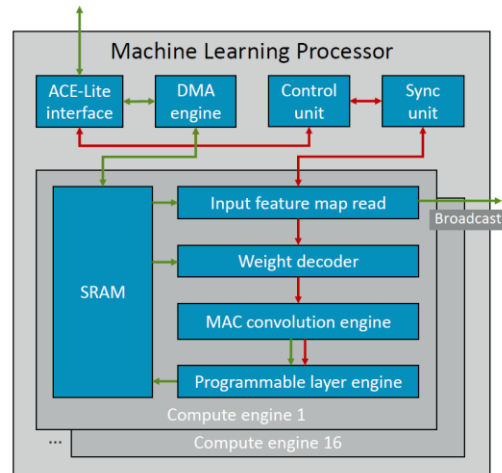 Machine Learning Processor
ACE-Lite
interface
DMA
engine
Control
unit
Sync
unit
Input feature map read
Broadcast
Weight decoder
SRAM
MAC convolution engine
Programmable layer engine
Compute engine 1
... Compute engine 16